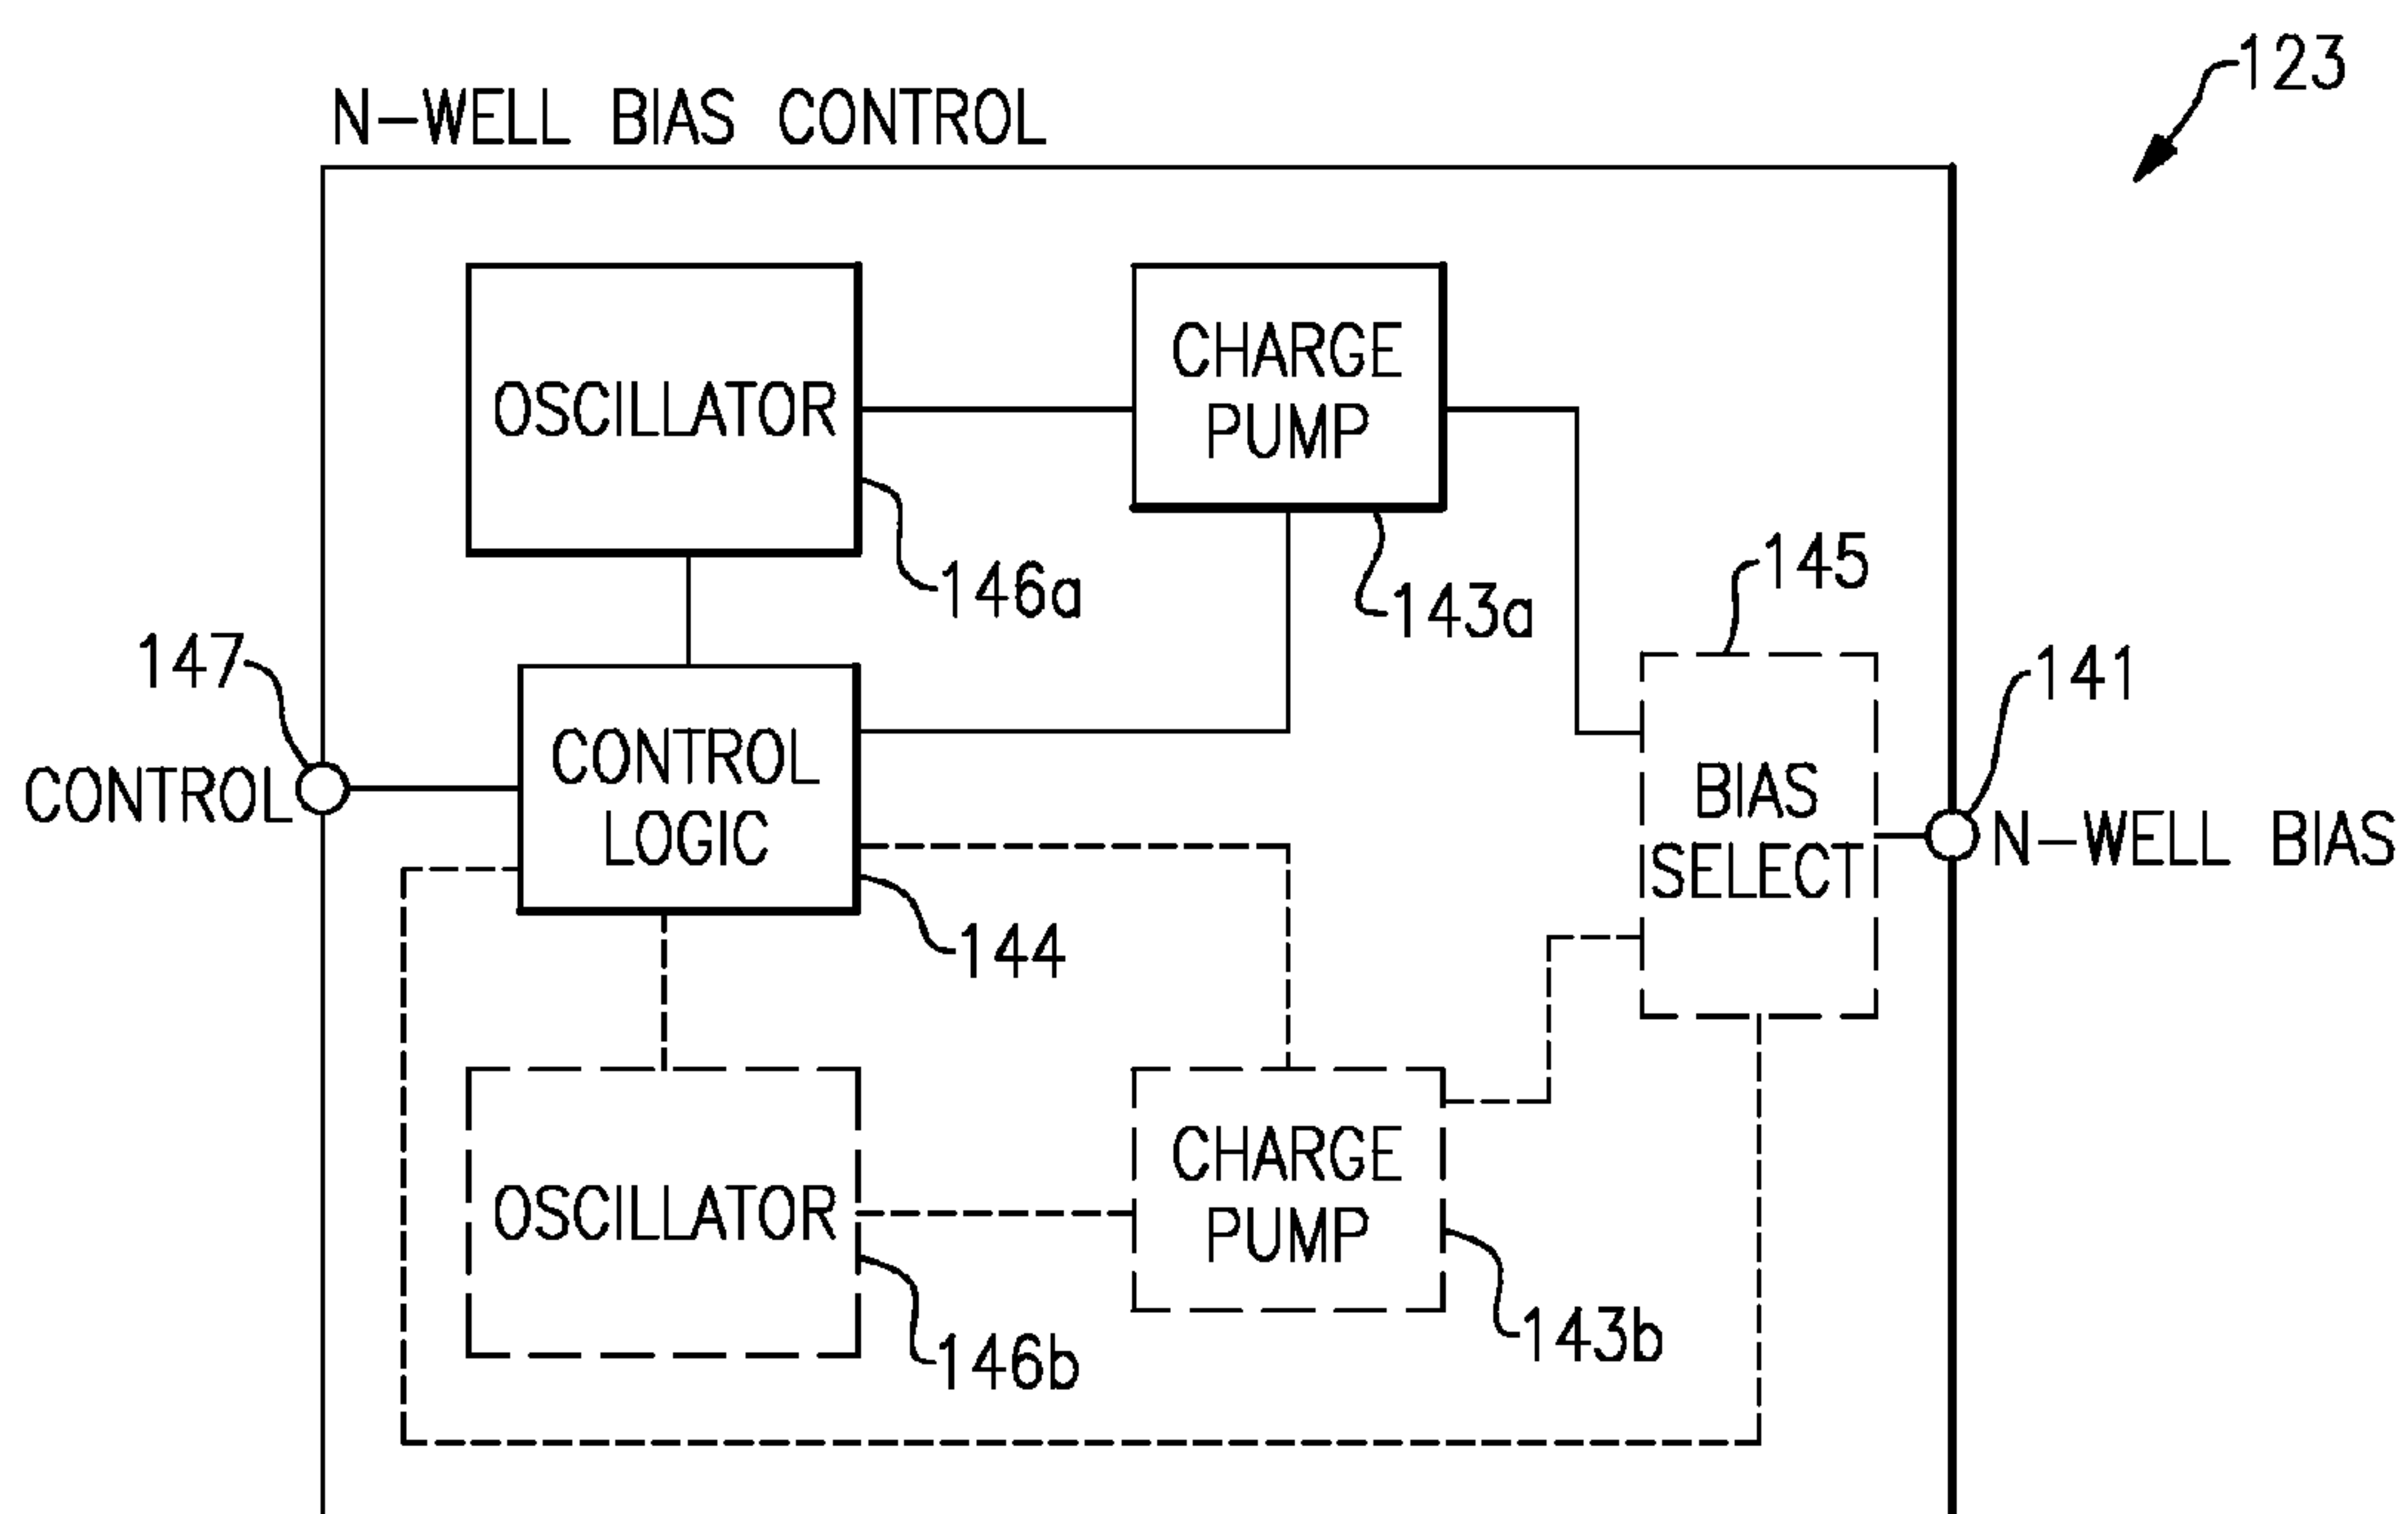 123
N-WELL BIAS CONTROL
OSCILLATOR
CHARGE
PUMP
146a
143a
145
147
141
CONTROL
CONTROL
LOGIC
BIAS
SELECT
N-WELL BIAS
144
OSCILLATOR
CHARGE
PUMP
146b
143b